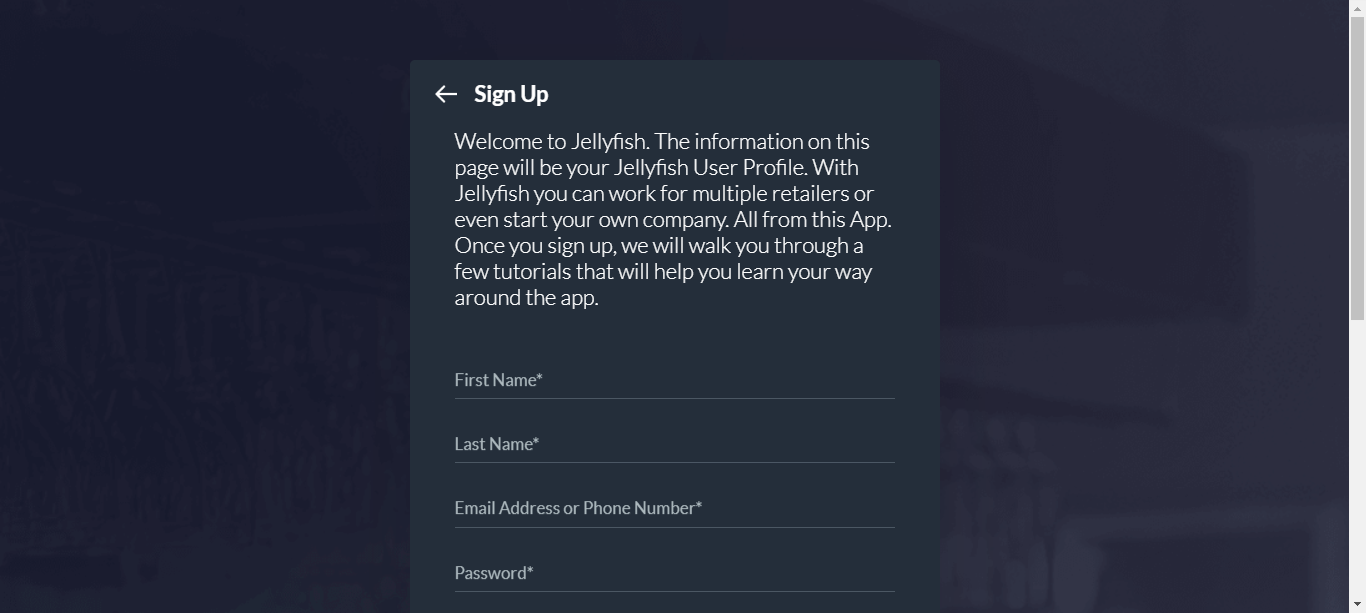 Sign Up
Welcome to Jellyfish. The information on this
page will be your Jellyfish User Profile. With
Jellyfish you can work for multiple retailers or
even start your own company. All from this App.
Once you sign up, we will walk you through a
few tutorials that will help you learn your way
around the app.
First Name*
Last Name*
Email Address or Phone Number*
Password*